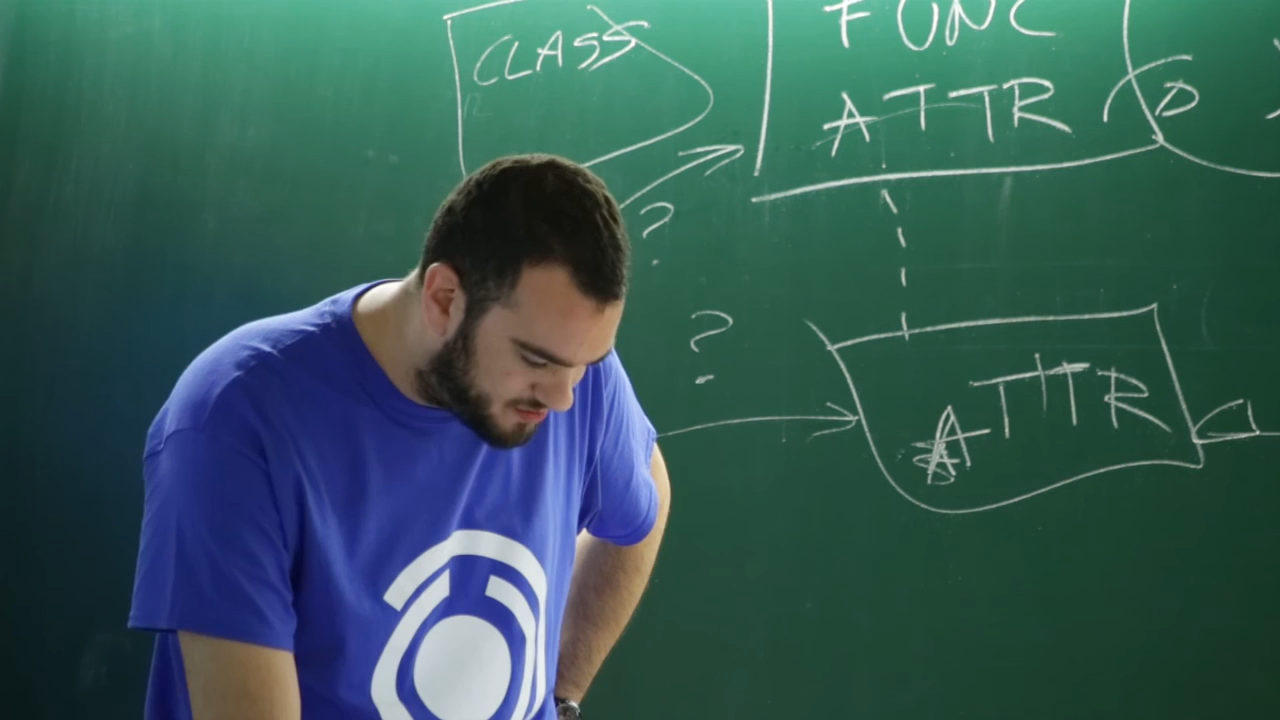 CLASS
FUNC
ATTR
D
?
?
ATTR